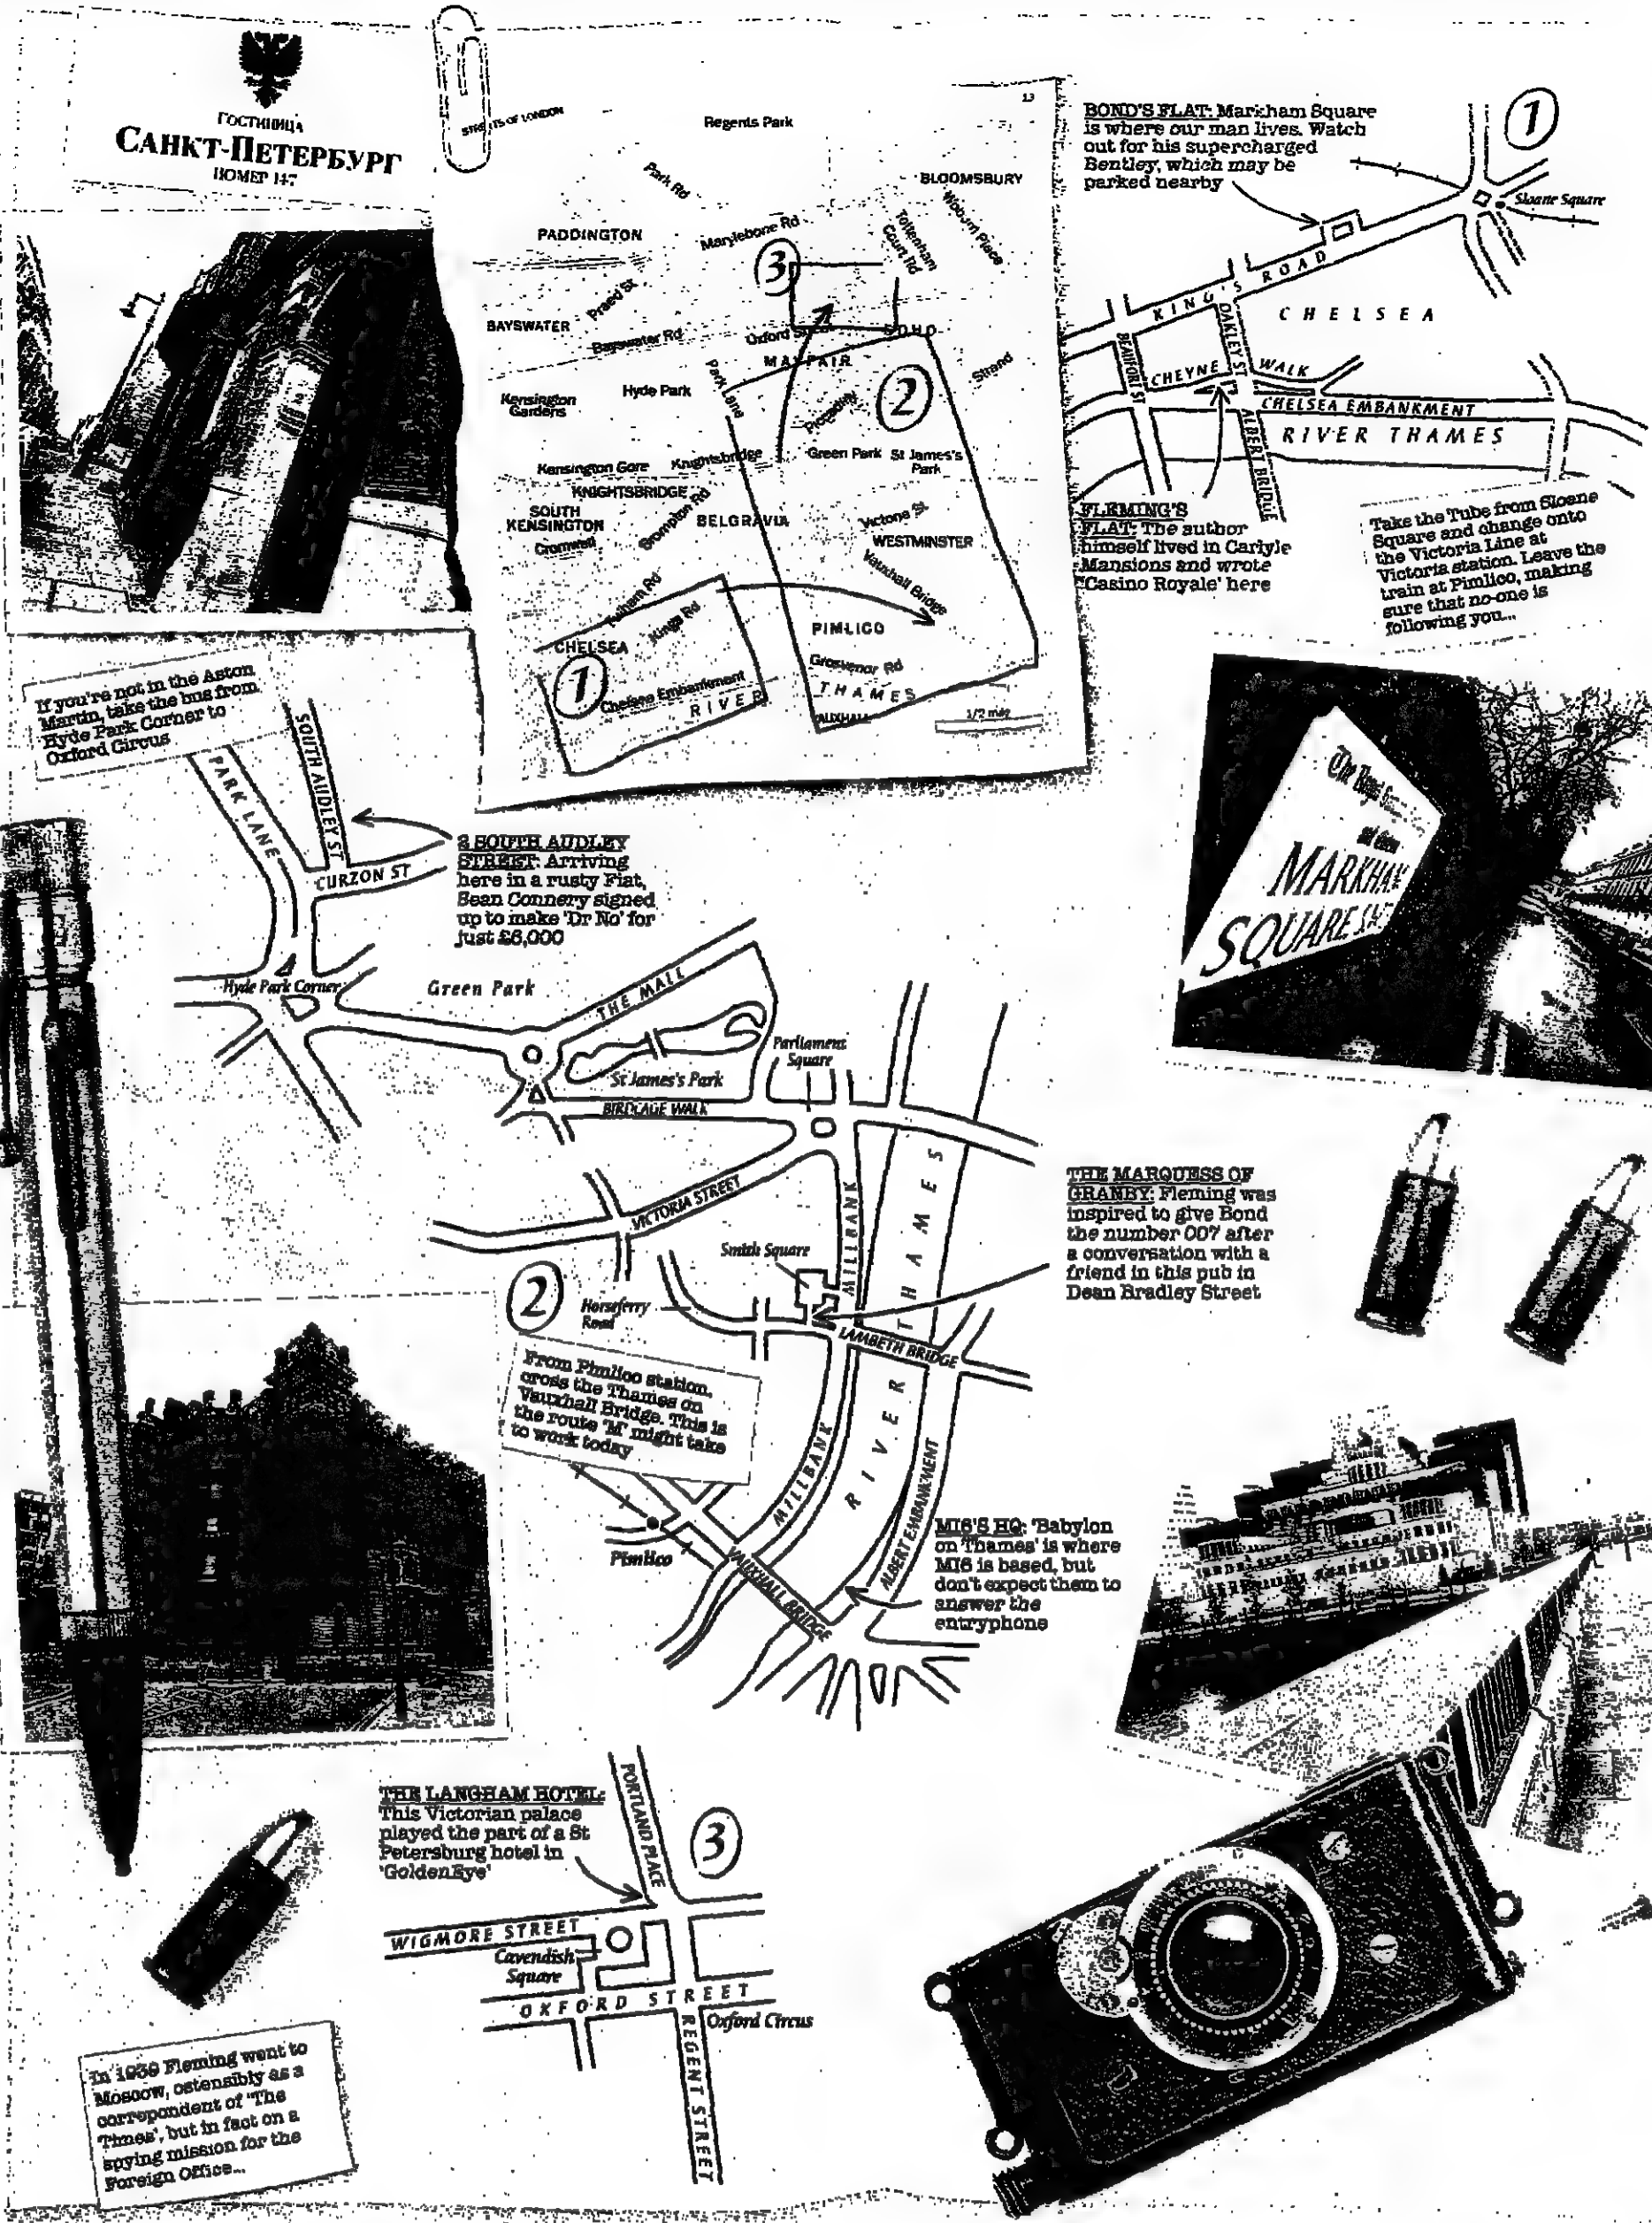 ГОСТИНИЦА
САНКТ-ПЕТЕРБУРГ
НОМЕР 147
STREETS OF LONDON
13
Regents Park
Park Rd
BLOOMSBURY
Woburn Place
Tottenham
Court Rd
PADDINGTON
Marylebone Rd
3
Praed St
BAYSWATER
Bayswater Rd
Oxford Street
SOHO
MAYFAIR
Park Lane
Strand
Kensington
Gardens
Hyde Park
2
Piccadilly
Kensington Gore
Knightsbridge
Green Park
St James's
Park
KNIGHTSBRIDGE
SOUTH
KENSINGTON
Brompton Rd
BELGRAVIA
Victoria St
Cromwell
WESTMINSTER
Vauxhall Bridge
Fulham Rd
Kings Rd
PIMLICO
CHELSEA
Grosvenor Rd
1
Chelsea Embankment
RIVER
THAMES
VAUXHALL
1/2 mile
BOND'S FLAT: Markham Square
is where our man lives. Watch
out for his supercharged
Bentley, which may be
parked nearby
1
Sloane Square
KING'S ROAD
CHELSEA
OAKLEY ST
BEAUFORT ST
CHEYNE WALK
CHELSEA EMBANKMENT
RIVER THAMES
ALBERT BRIDGE
FLEMING'S
FLAT: The author
himself lived in Carlyle
Mansions and wrote
'Casino Royale' here
Take the Tube from Sloane
Square and change onto
the Victoria Line at
Victoria station. Leave the
train at Pimlico, making
sure that no-one is
following you...
If you're not in the Aston
Martin, take the bus from
Hyde Park Corner to
Oxford Circus
SOUTH AUDLEY ST
PARK LANE
CURZON ST
2 SOUTH AUDLEY
STREET: Arriving
here in a rusty Fiat,
Sean Connery signed
up to make 'Dr No' for
just £6,000
The Royal
MARKHAM
SQUARE
Hyde Park Corner
Green Park
THE MALL
St James's Park
Parliament
Square
BIRDCAGE WALK
VICTORIA STREET
MILLBANK
RIVER THAMES
Smith Square
2
Horseferry
Road
LAMBETH BRIDGE
THE MARQUESS OF
GRANBY: Fleming was
inspired to give Bond
the number 007 after
a conversation with a
friend in this pub in
Dean Bradley Street
From Pimlico station,
cross the Thames on
Vauxhall Bridge. This is
the route 'M' might take
to work today
MILLBANK
ALBERT EMBANKMENT
Pimlico
VAUXHALL BRIDGE
MI6'S HQ: 'Babylon
on Thames' is where
MI6 is based, but
don't expect them to
answer the
entryphone
THE LANGHAM HOTEL:
This Victorian palace
played the part of a St
Petersburg hotel in
'GoldenEye'
PORTLAND PLACE
3
WIGMORE STREET
Cavendish
Square
OXFORD STREET
Oxford Circus
REGENT STREET
In 1939 Fleming went to
Moscow, ostensibly as a
correpondent of 'The
Times', but in fact on a
spying mission for the
Foreign Office...